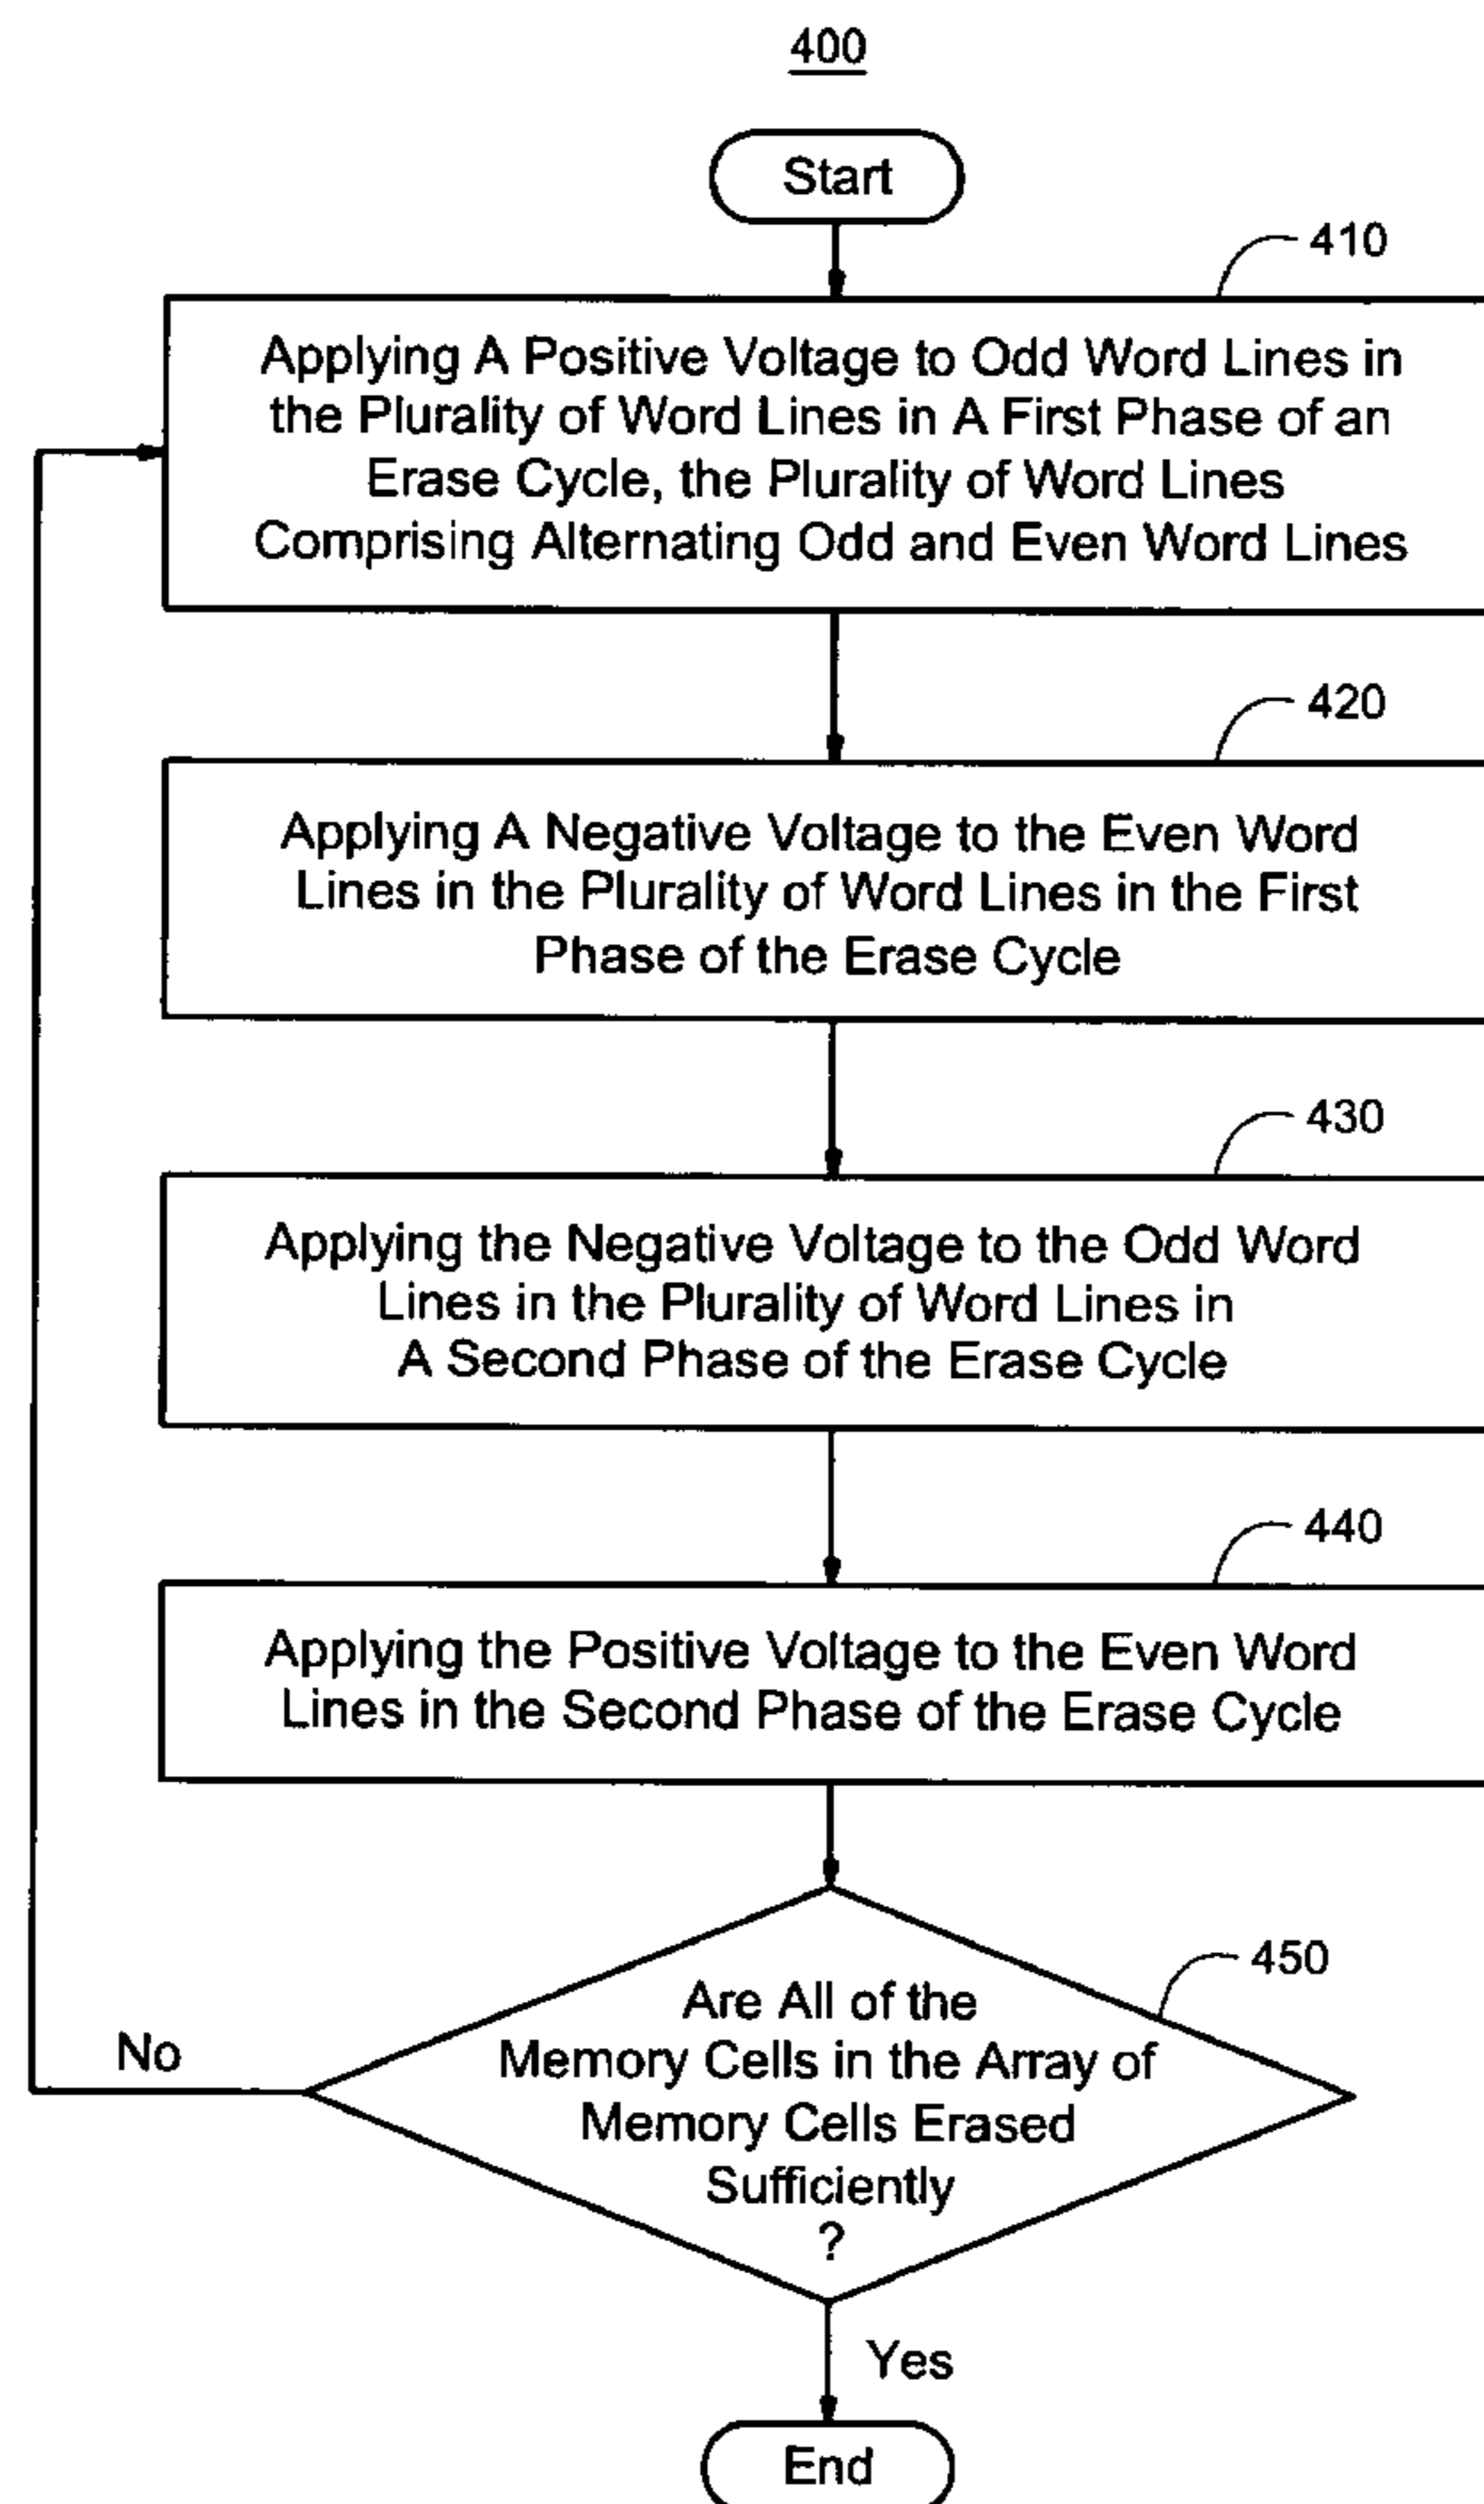 400
Start
410
Applying A Positive Voltage to Odd Word Lines in
the Plurality of Word Lines in A First Phase of an
Erase Cycle, the Plurality of Word Lines
Comprising Alternating Odd and Even Word Lines
420
Applying A Negative Voltage to the Even Word
Lines in the Plurality of Word Lines in the First
Phase of the Erase Cycle
430
Applying the Negative Voltage to the Odd Word
Lines in the Plurality of Word Lines in
A Second Phase of the Erase Cycle
440
Applying the Positive Voltage to the Even Word
Lines in the Second Phase of the Erase Cycle
450
Are All of the
Memory Cells in the Array of
Memory Cells Erased
Sufficiently
?
No
Yes
End